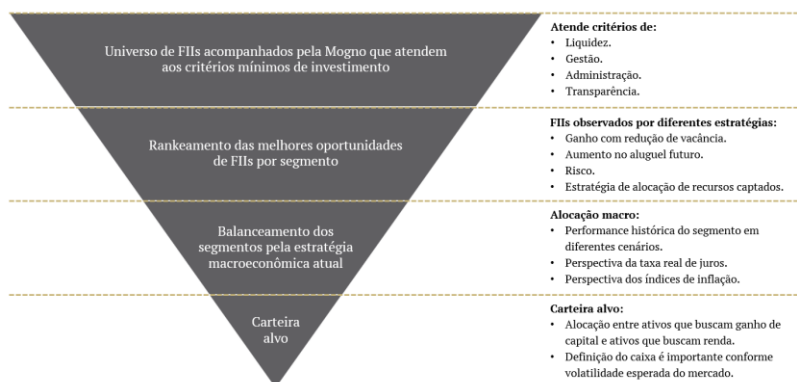 Universo de FIIs acompanhados pela Mogno que atendem
aos critérios mínimos de investimento
Atende critérios de:
• Liquidez.
• Gestão.
• Administração.
• Transparência.
Rankeamento das melhores oportunidades
de FIIs por segmento
FIIs observados por diferentes estratégias:
• Ganho com redução de vacância.
• Aumento no aluguel futuro.
• Risco.
• Estratégia de alocação de recursos captados.
Balanceamento dos
segmentos pela estratégia
macroeconômica atual
Alocação macro:
• Performance histórica do segmento em
diferentes cenários.
• Perspectiva da taxa real de juros.
• Perspectiva dos índices de inflação.
Carteira
alvo
Carteira alvo:
• Alocação entre ativos que buscam ganho de
capital e ativos que buscam renda.
• Definição do caixa é importante conforme
volatilidade esperada do mercado.